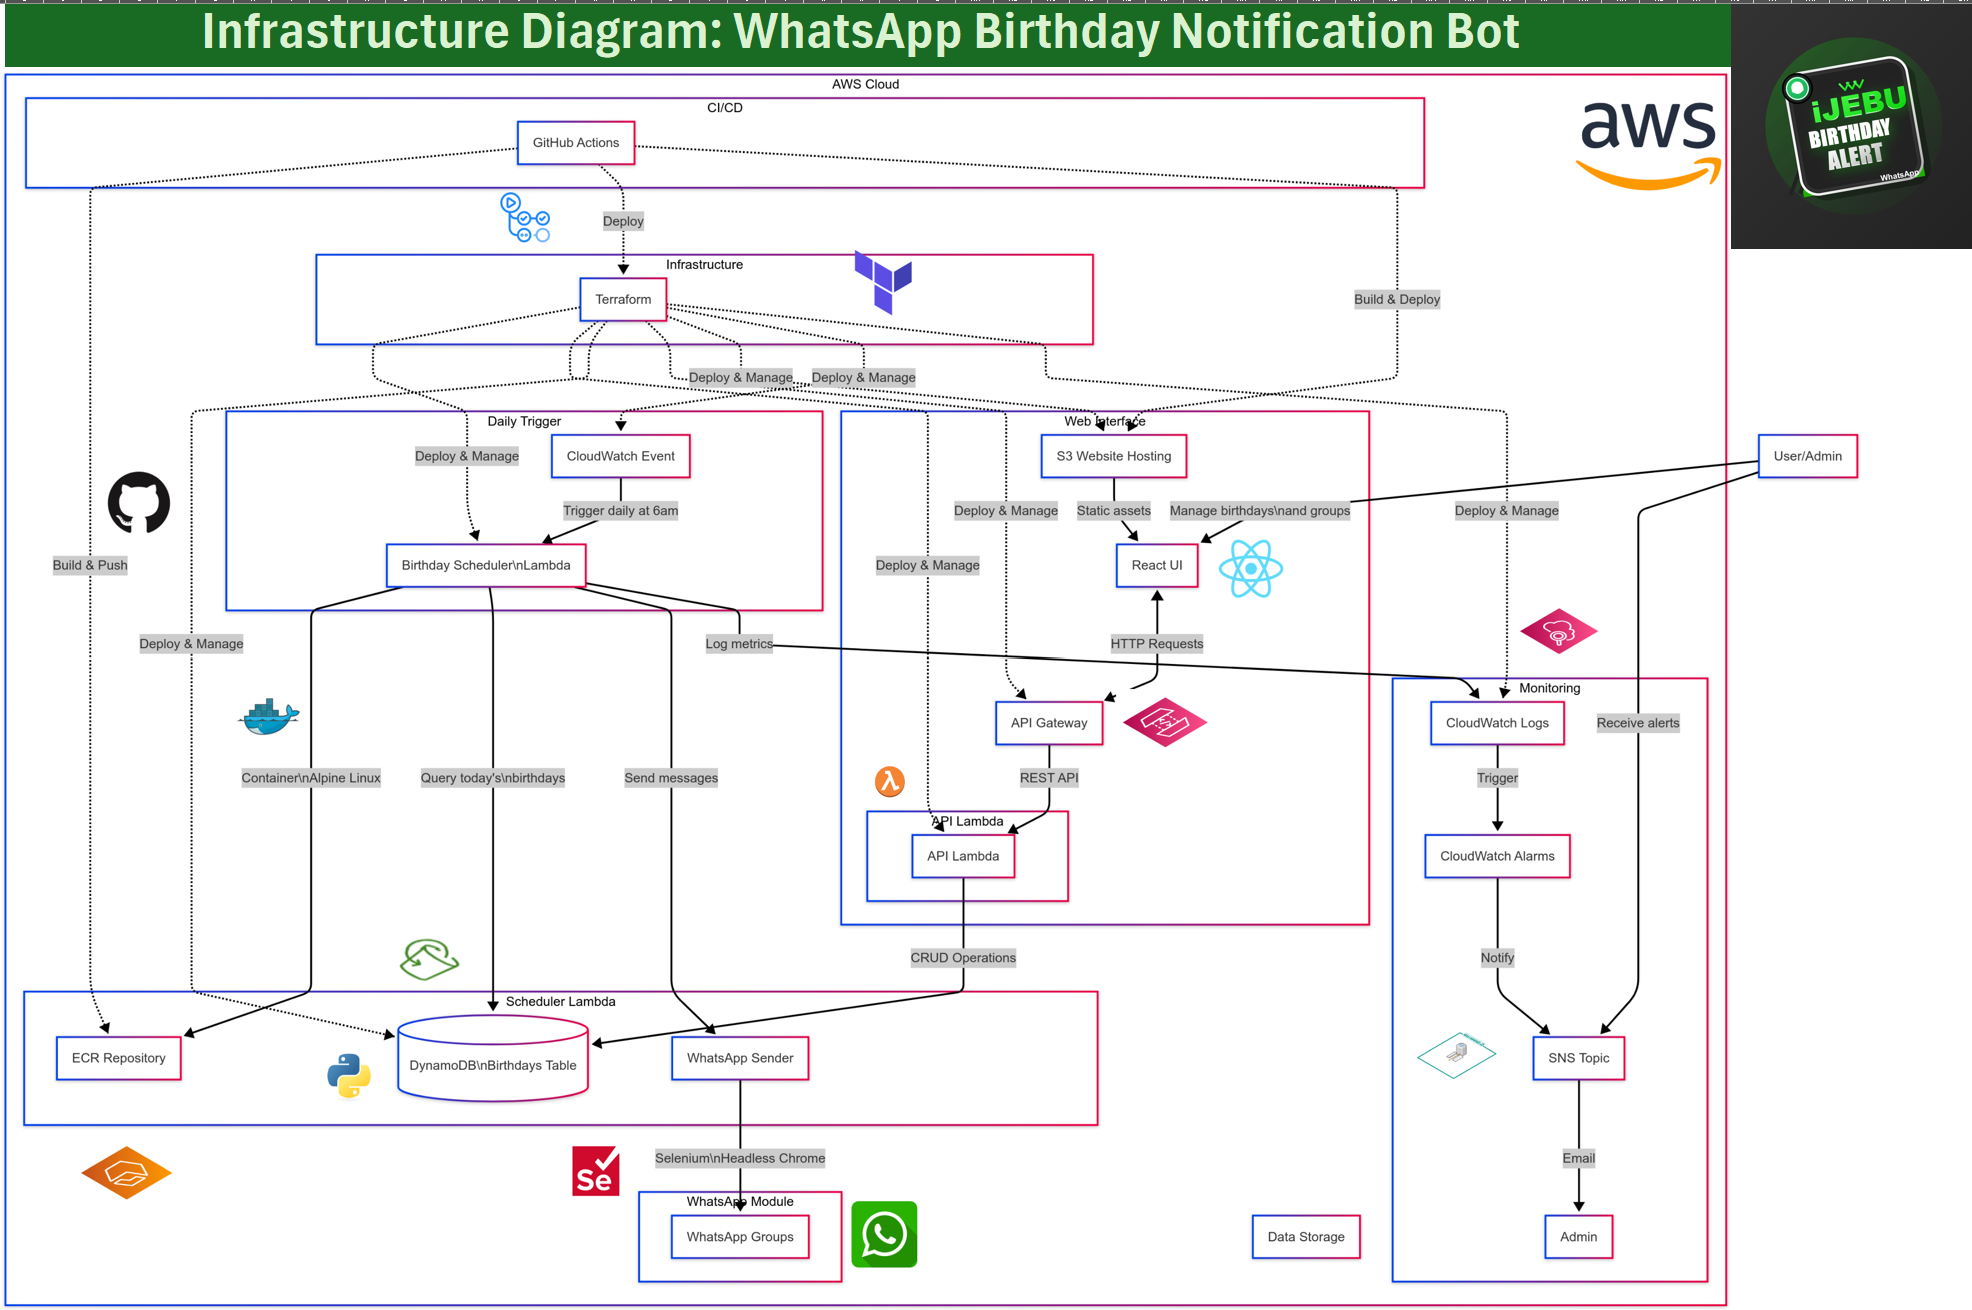 Infrastructure Diagram: WhatsApp Birthday Notification Bot
AWS Cloud
CI/CD
GitHub Actions
aws
iJEBU
BIRTHDAY
ALERT
WhatsApp
Deploy
Infrastructure
Terraform
Build & Deploy
Deploy & Manage
Deploy & Manage
Daily Trigger
Web Interface
CloudWatch Event
S3 Website Hosting
User/Admin
Deploy & Manage
Trigger daily at 6am
Deploy & Manage
Static assets
Manage birthdays\nand groups
Deploy & Manage
Build & Push
Birthday Scheduler\nLambda
Deploy & Manage
React UI
Deploy & Manage
Log metrics
HTTP Requests
Monitoring
API Gateway
CloudWatch Logs
Receive alerts
Container\nAlpine Linux
Query today's\nbirthdays
Send messages
REST API
Trigger
API Lambda
API Lambda
CloudWatch Alarms
CRUD Operations
Notify
Scheduler Lambda
ECR Repository
DynamoDB\nBirthdays Table
WhatsApp Sender
SNS Topic
Selenium\nHeadless Chrome
Se
Email
WhatsApp Module
WhatsApp Groups
Data Storage
Admin